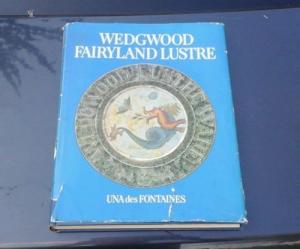 WEDGWOOD
FAIRYLAND LUSTRE
UNA des FONTAINES